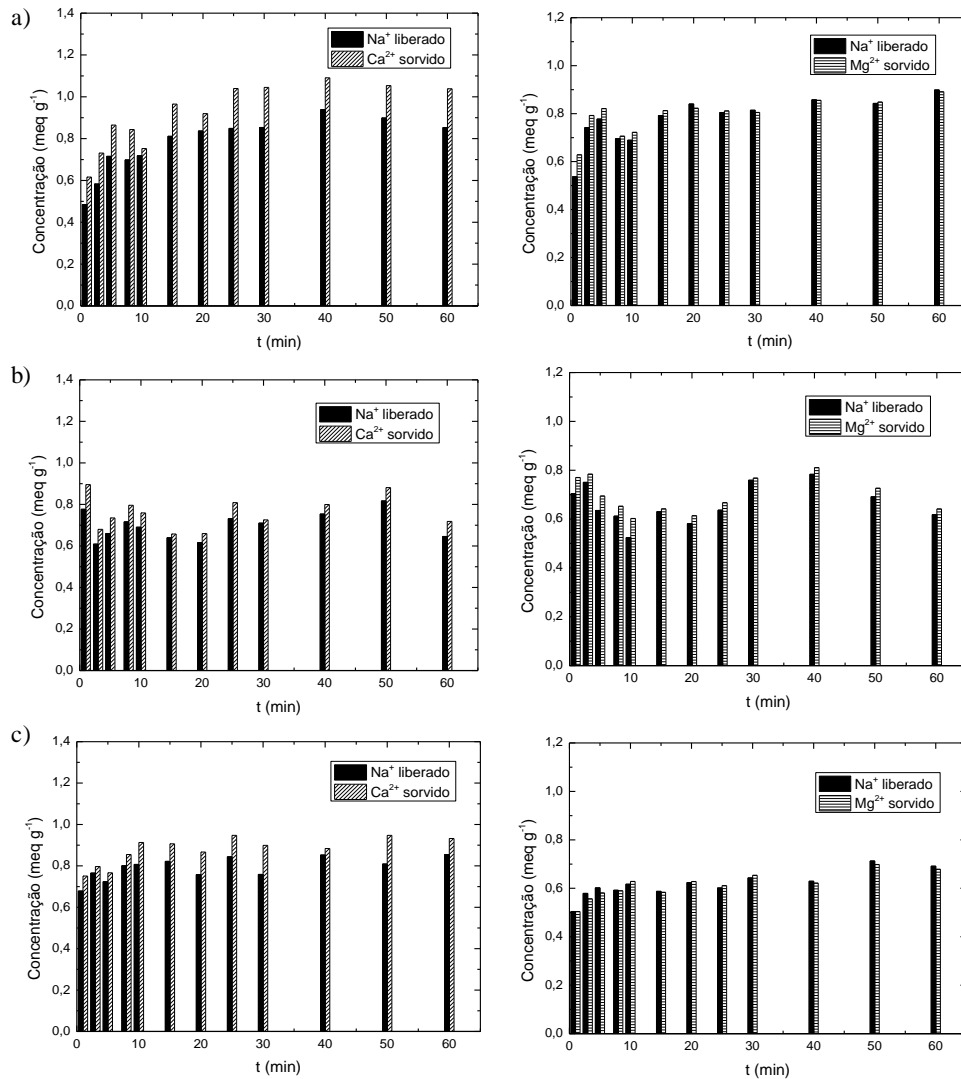 a)
1,4
1,2
1,0
0,8
0,6
0,4
0,2
0,0
Concentração (meq g⁻¹)
Na⁺ liberado
Ca²⁺ sorvido
0 10 20 30 40 50 60
t (min)
1,2
1,0
0,8
0,6
0,4
0,2
0,0
Concentração (meq g⁻¹)
Na⁺ liberado
Mg²⁺ sorvido
0 10 20 30 40 50 60
t (min)
b)
1,4
1,2
1,0
0,8
0,6
0,4
0,2
0,0
Concentração (meq g⁻¹)
Na⁺ liberado
Ca²⁺ sorvido
0 10 20 30 40 50 60
t (min)
1,2
1,0
0,8
0,6
0,4
0,2
0,0
Concentração (meq g⁻¹)
Na⁺ liberado
Mg²⁺ sorvido
0 10 20 30 40 50 60
t (min)
c)
1,4
1,2
1,0
0,8
0,6
0,4
0,2
0,0
Concentração (meq g⁻¹)
Na⁺ liberado
Ca²⁺ sorvido
0 10 20 30 40 50 60
t (min)
1,2
1,0
0,8
0,6
0,4
0,2
0,0
Concentração (meq g⁻¹)
Na⁺ liberado
Mg²⁺ sorvido
0 10 20 30 40 50 60
t (min)